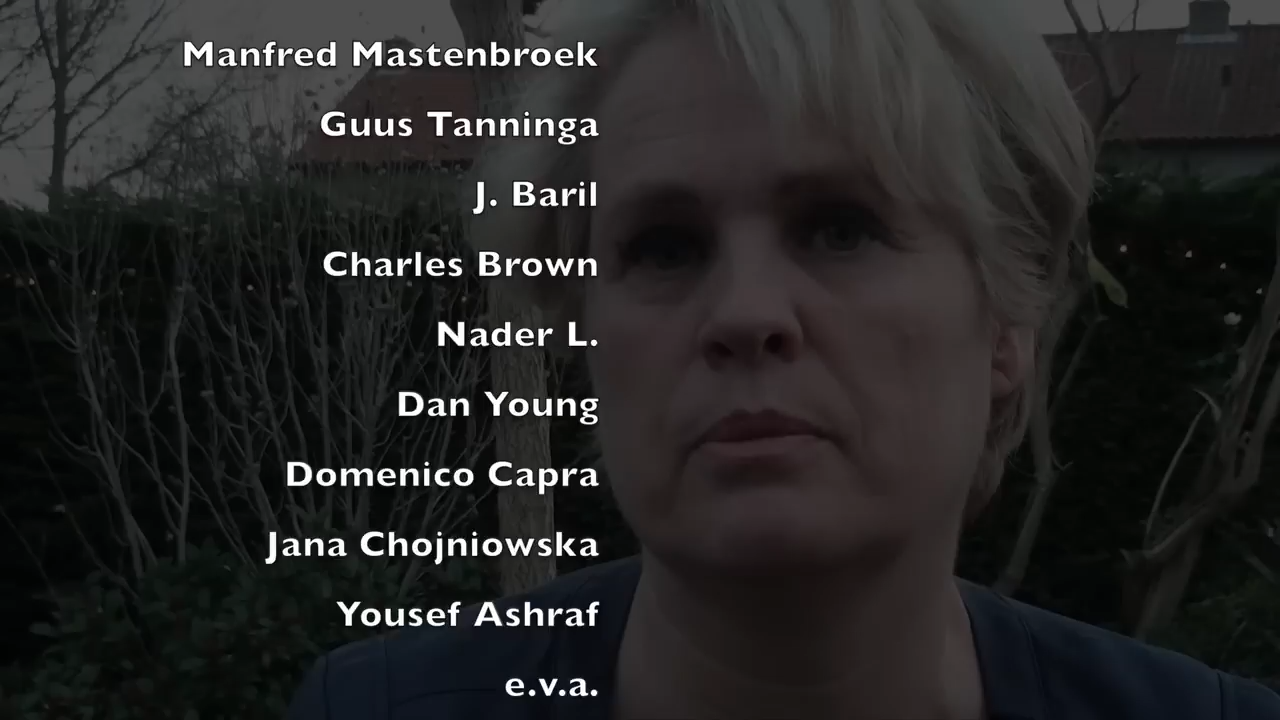 Manfred Mastenbroek
Guus Tanninga
J. Baril
Charles Brown
Nader L.
Dan Young
Domenico Capra
Jana Chojniowska
Yousef Ashraf
e.v.a.